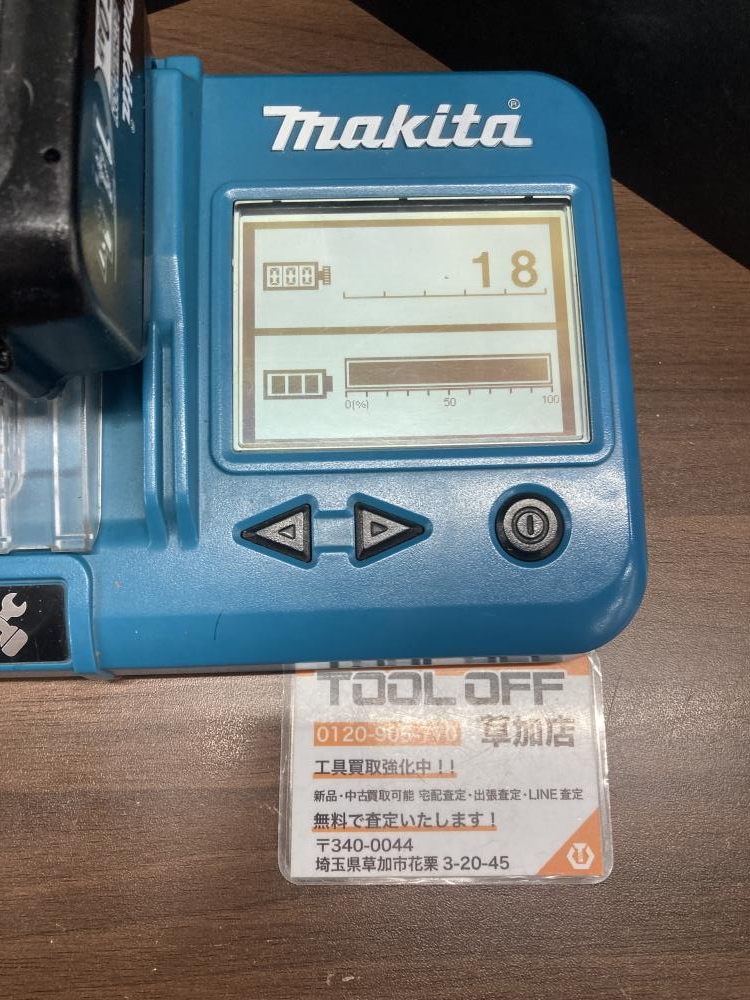 makita
makita
18
0(%) 50 100
TOOL OFF
草加店
工具買取強化中!!
新品・中古買取可能 宅配査定・出張査定・LINE査定
無料で査定いたします!
〒340-0044
埼玉県草加市花栗 3-20-45